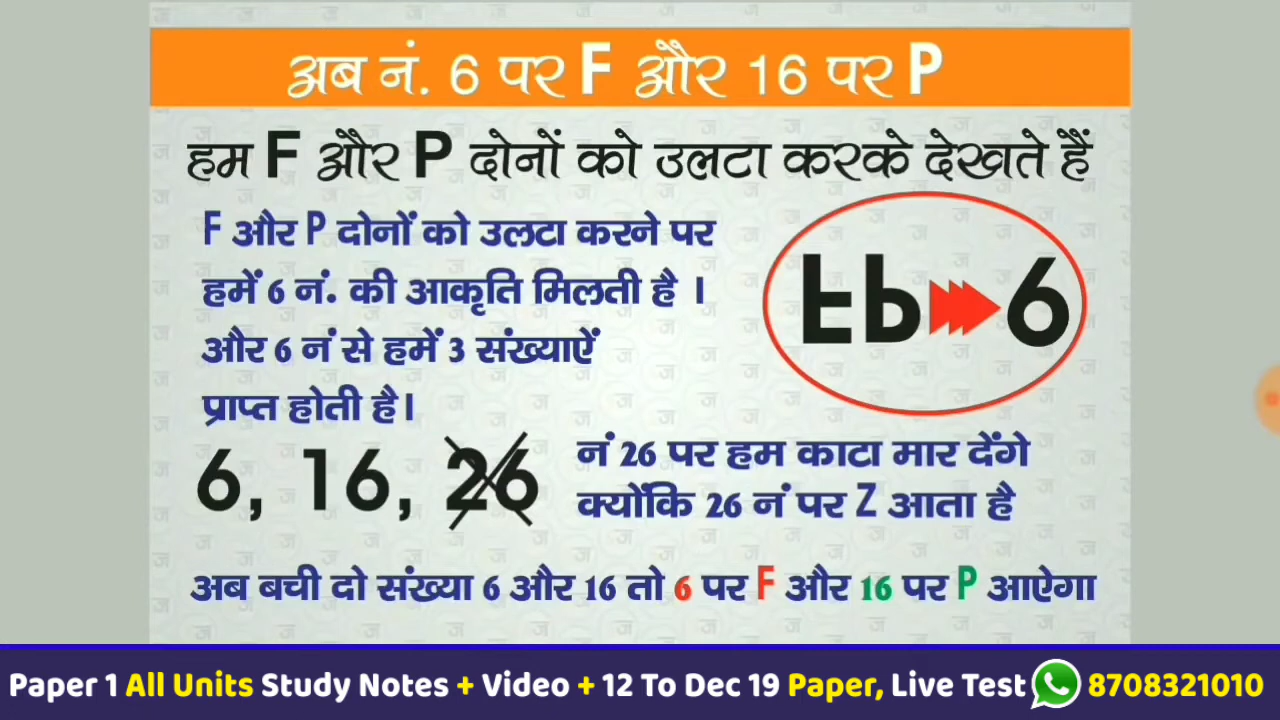 अब नं. 6 पर F और 16 पर P
हम F और P दोनों को उलटा करके देखते हैं
F और P दोनों को उलटा करने पर
हमें 6 नं. की आकृति मिलती है ।
और 6 नं से हमें 3 संख्याऐं
प्राप्त होती है।
6, 16, 26
नं 26 पर हम काटा मार देंगे
क्योंकि 26 नं पर Z आता है
अब बची दो संख्या 6 और 16 तो 6 पर F और 16 पर P आऐगा
Paper 1 All Units Study Notes + Video + 12 To Dec 19 Paper, Live Test 8708321010